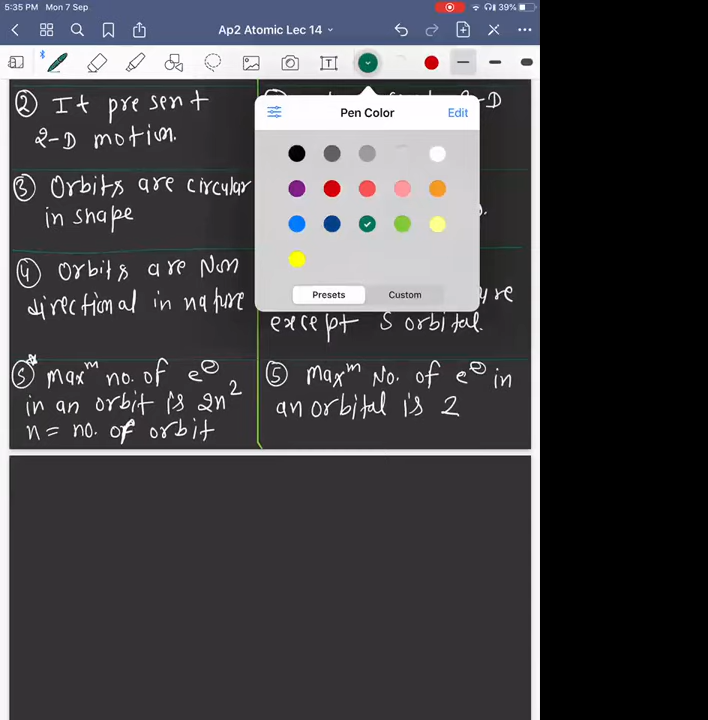 5:35 PM Mon 7 Sep
39%
Ap2 Atomic Lec 14
T
Pen Color
Edit
Presets
Custom
② It present
2-D motion.
-D
③ Orbits are circular
in shape
④ Orbits are Non
directional in nature
except S orbital.
⑤ Maxᵐ no. of e⊖
in an orbit is 2n²
n = no. of orbit
⑤ Maxᵐ No. of e⊖ in
an orbital is 2